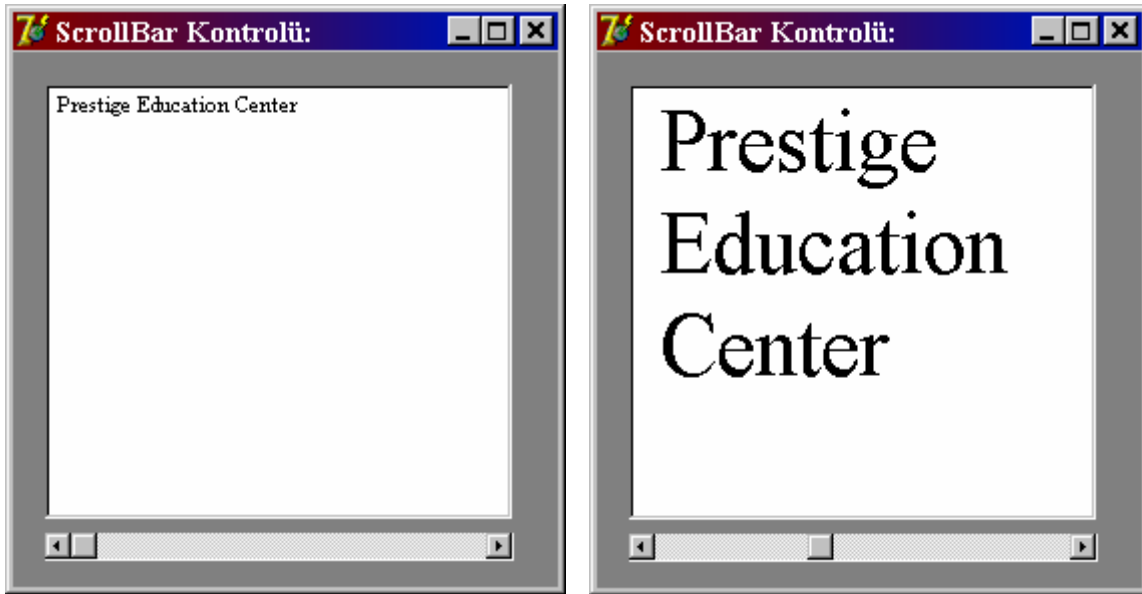 ScrollBar Kontrolü:
Prestige Education Center
ScrollBar Kontrolü:
Prestige
Education
Center